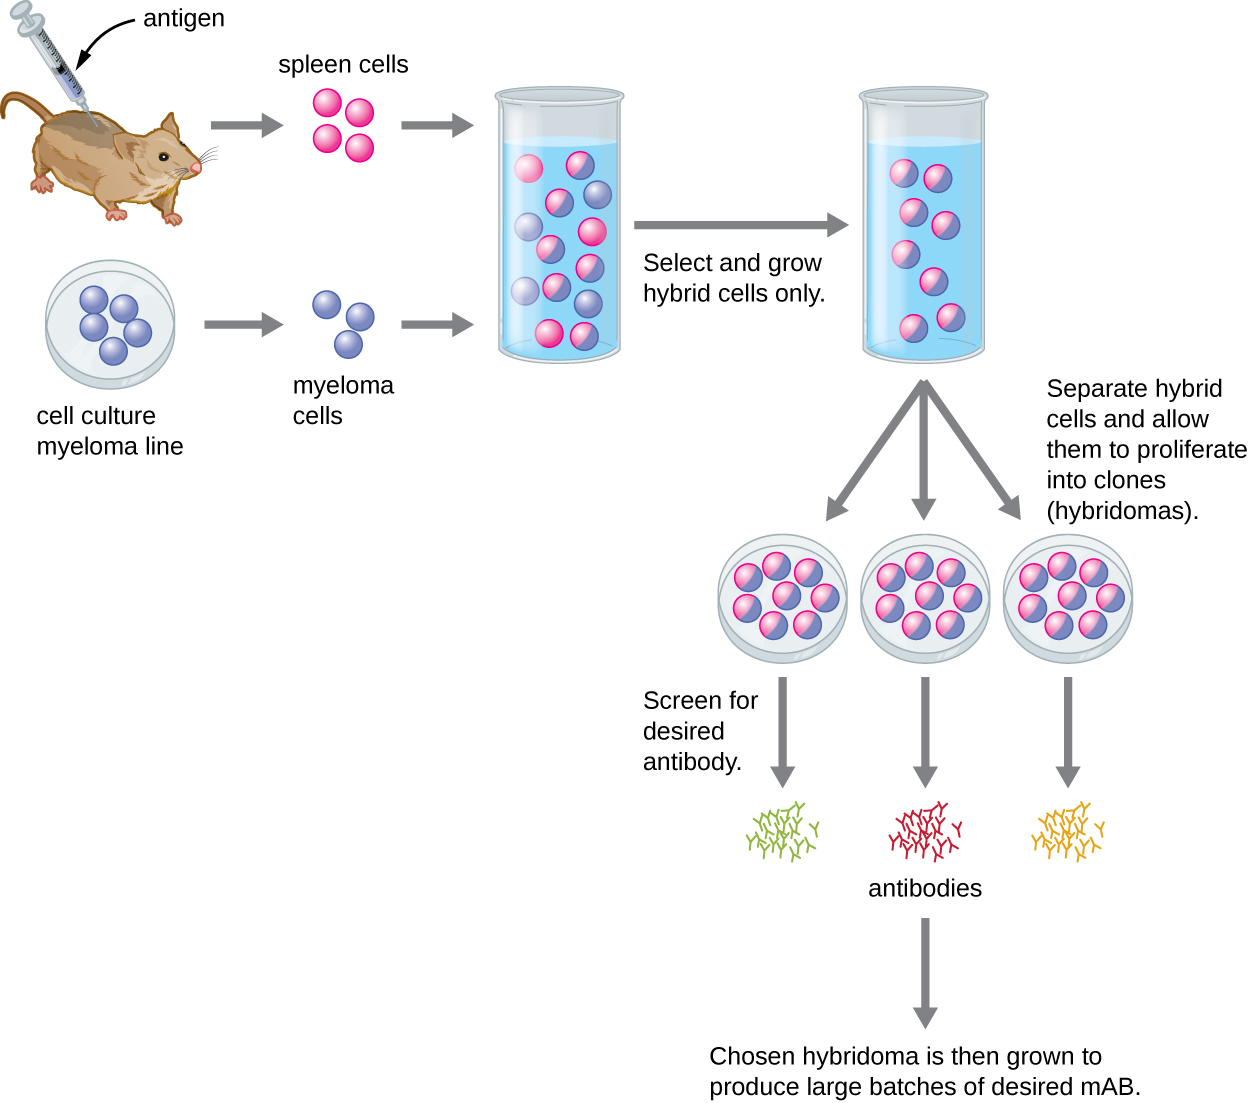 antigen
spleen cells
Select and grow
hybrid cells only.
myeloma
cells
cell culture
myeloma line
Separate hybrid
cells and allow
them to proliferate
into clones
(hybridomas).
Screen for
desired
antibody.
antibodies
Chosen hybridoma is then grown to
produce large batches of desired mAB.